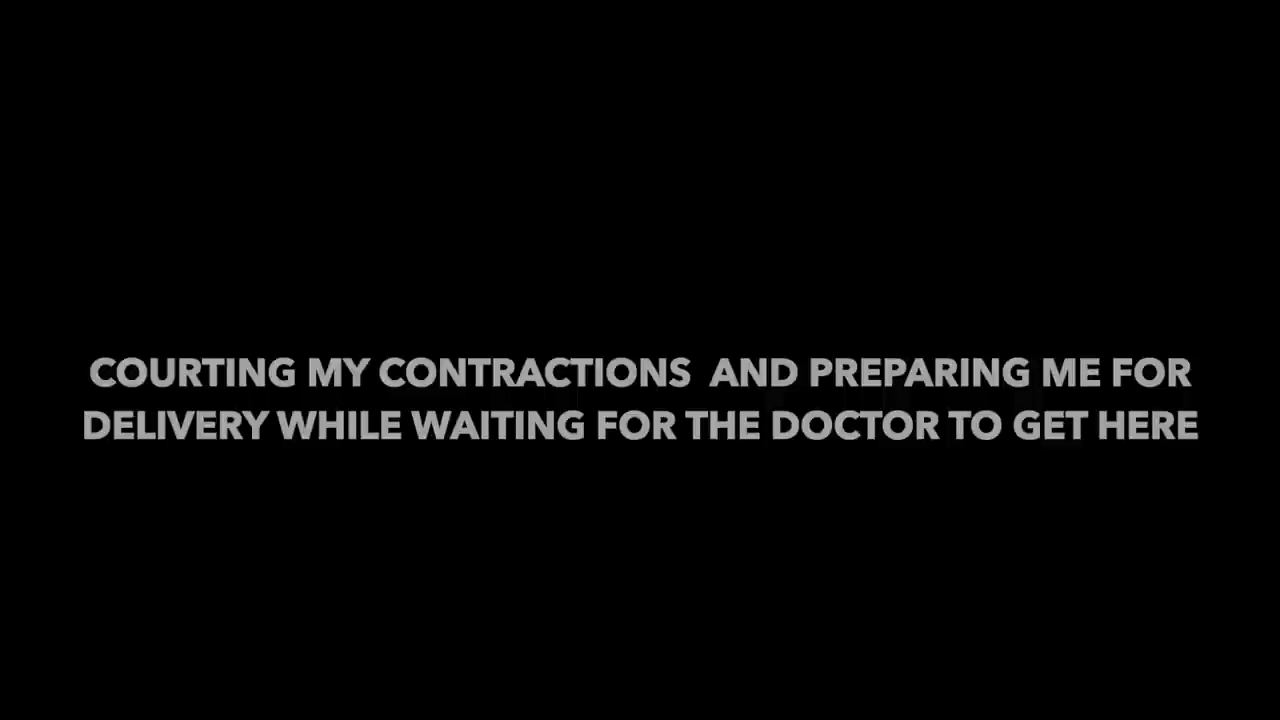 COURTING MY CONTRACTIONS  AND PREPARING ME FOR
DELIVERY WHILE WAITING FOR THE DOCTOR TO GET HERE